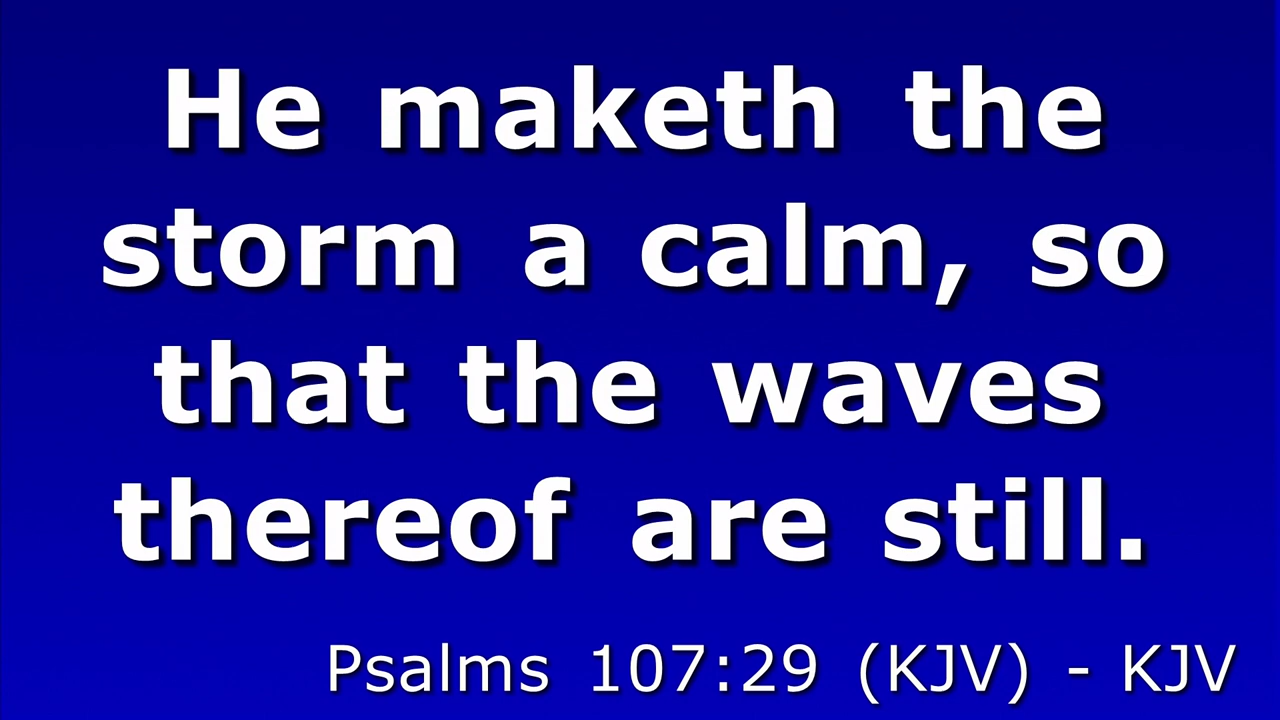 He maketh the
storm a calm, so
that the waves
thereof are still.
Psalms 107:29 (KJV) - KJV